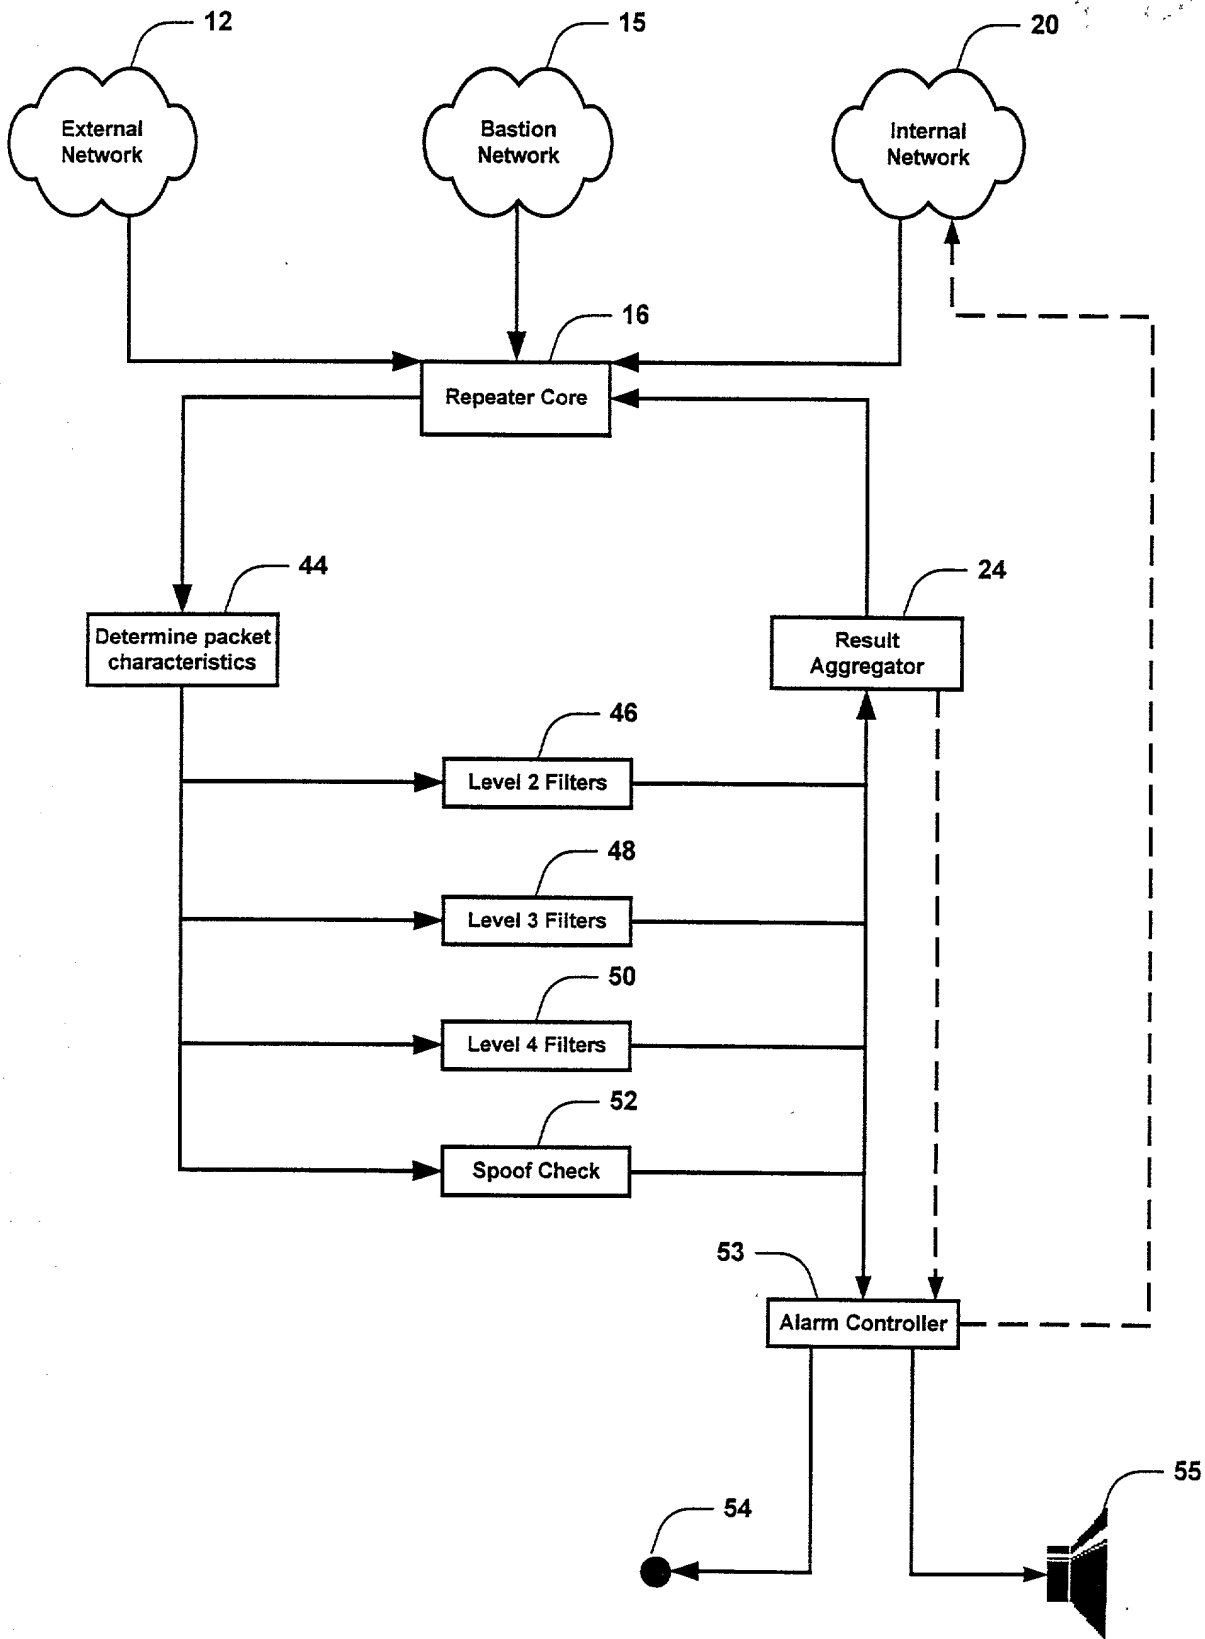 12
15
20
External
Network
Bastion
Network
Internal
Network
16
Repeater Core
44
24
Determine packet
characteristics
Result
Aggregator
46
Level 2 Filters
48
Level 3 Filters
50
Level 4 Filters
52
Spoof Check
53
Alarm Controller
54
55